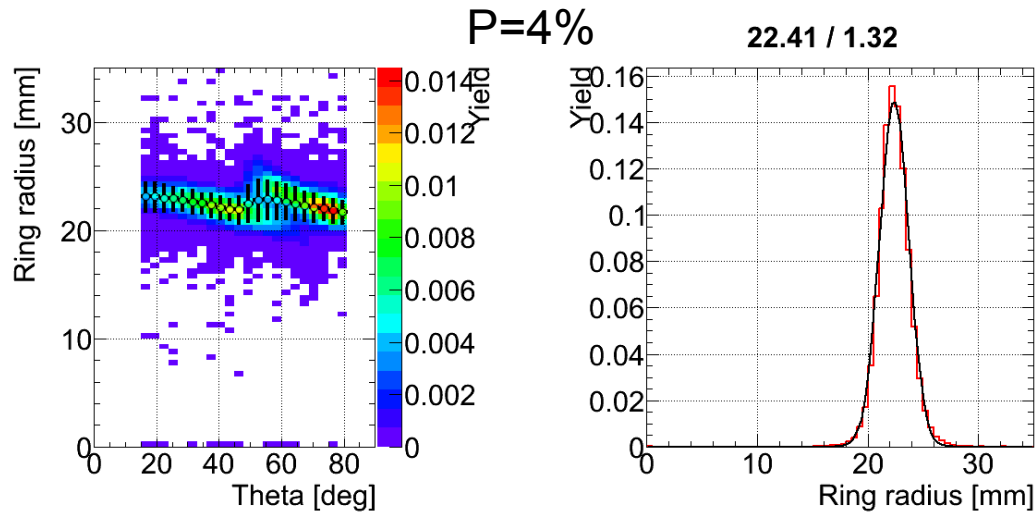 P=4%
22.41 / 1.32
Ring radius [mm]
30
20
10
0
0 20 40 60 80
Theta [deg]
Yield
0.014
0.012
0.01
0.008
0.006
0.004
0.002
0
Yield
0.16
0.14
0.12
0.1
0.08
0.06
0.04
0.02
0
0 10 20 30
Ring radius [mm]